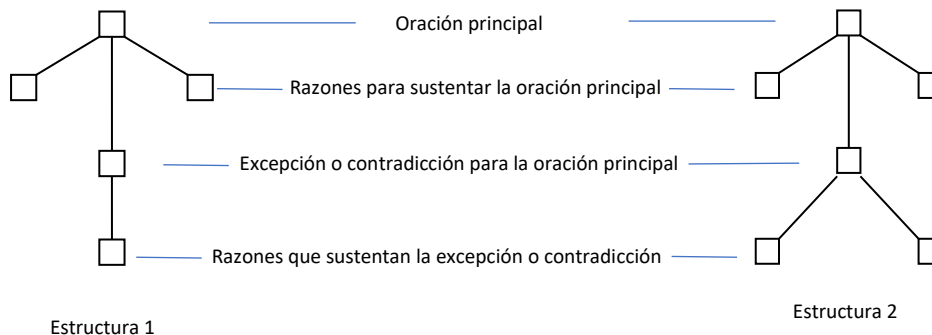 Oración principal
Razones para sustentar la oración principal
Excepción o contradicción para la oración principal
Razones que sustentan la excepción o contradicción
Estructura 1
Estructura 2